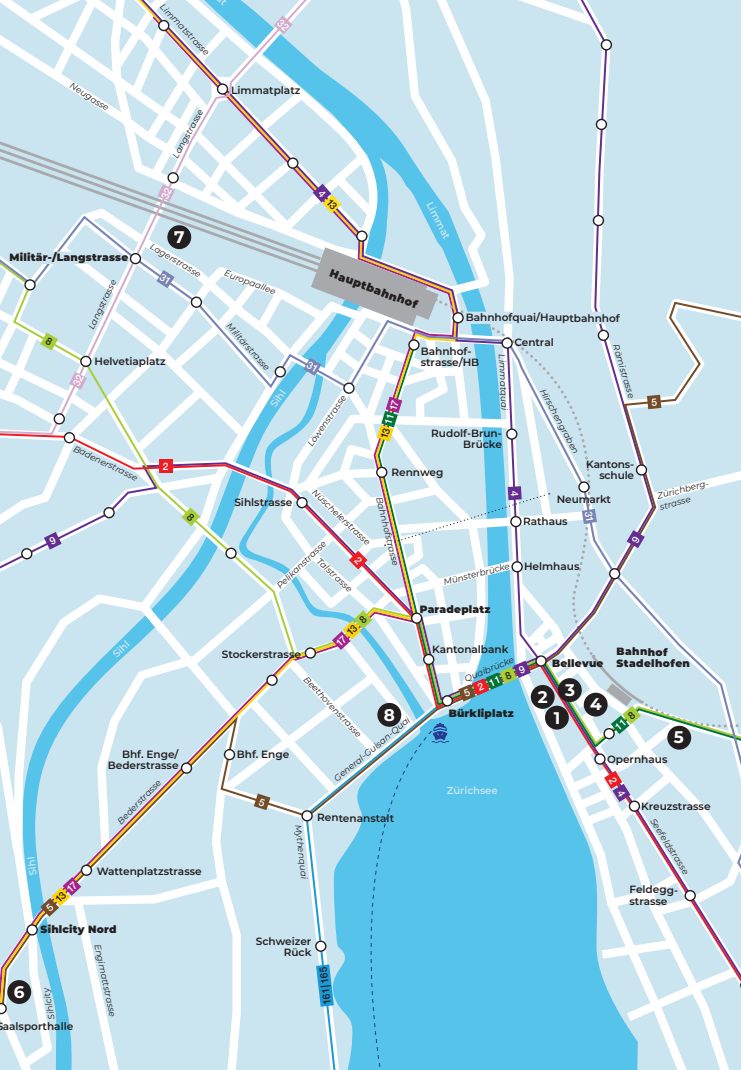 Limmatstrasse
32
Limmatplatz
Neugasse
Langstrasse
32
4
13
Limmat
7
Militär-/Langstrasse
Lagerstrasse
31
Europaallee
Hauptbahnhof
Bahnhofquai/Hauptbahnhof
Langstrasse
Militärstrasse
8
Helvetiaplatz
32
31
Bahnhof-
strasse/HB
Central
Limmatquai
Rämistrasse
5
Hirschengraben
Sihl
Löwenstrasse
17
11
13
Rudolf-Brun-
Brücke
Badenerstrasse
2
Rennweg
Kantons-
schule
Neumarkt
Zürichberg-
strasse
4
Sihlstrasse
Nüschelerstrasse
Bahnhofstrasse
Rathaus
31
8
9
9
Pelikanstrasse
Talstrasse
2
Münsterbrücke
Helmhaus
Paradeplatz
17
13
8
Sihl
Stockerstrasse
Kantonalbank
Quaibrücke
5
2
11
8
9
Bellevue
Bahnhof
Stadelhofen
Beethovenstrasse
8
Bürkliplatz
2
3
1
4
11
8
5
General-Guisan-Quai
Bhf. Enge/
Bederstrasse
Bhf. Enge
Opernhaus
Zürichsee
2
4
Bederstrasse
5
Rentenanstalt
Kreuzstrasse
Mythenquai
Seefeldstrasse
Sihl
Wattenplatzstrasse
Feldegg-
strasse
5
13
17
Sihlcity Nord
Schweizer
Rück
Engimattstrasse
161|165
6
Sihlcity
Saalsporthalle